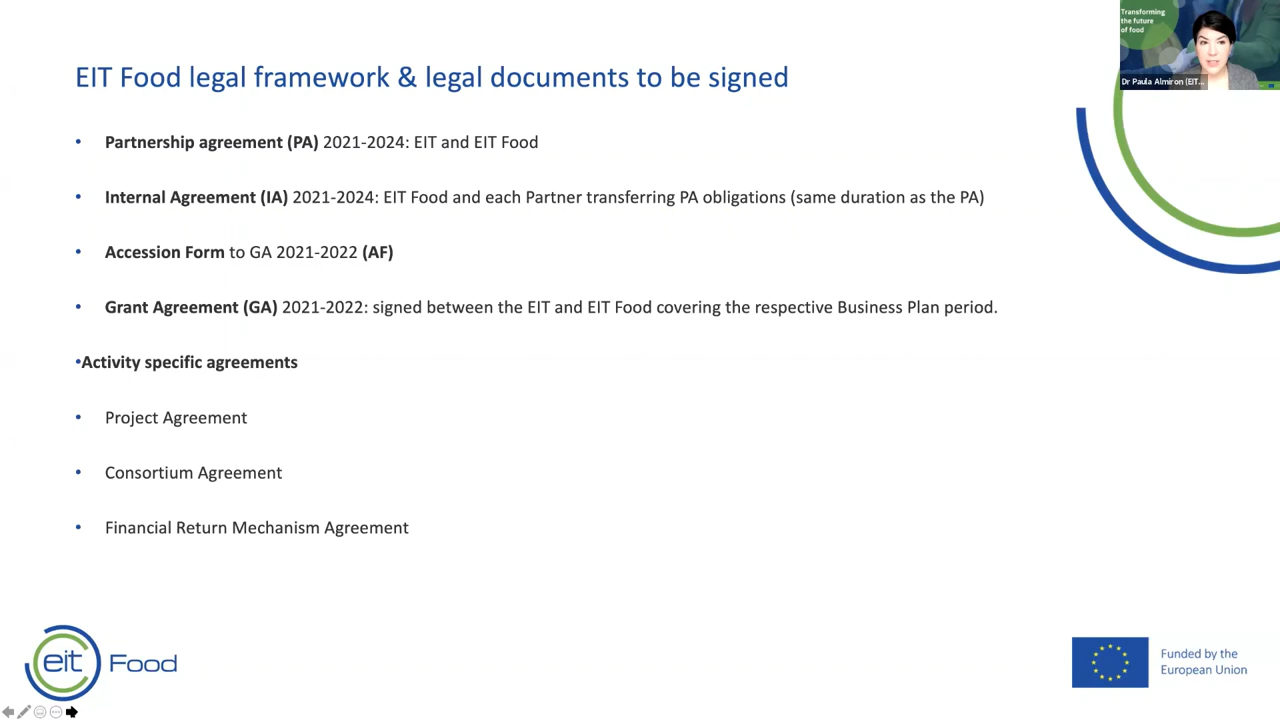 Transforming
the future
of food
Dr Paula Almiron (EIT...
EIT Food legal framework & legal documents to be signed
• Partnership agreement (PA) 2021-2024: EIT and EIT Food
• Internal Agreement (IA) 2021-2024: EIT Food and each Partner transferring PA obligations (same duration as the PA)
• Accession Form to GA 2021-2022 (AF)
• Grant Agreement (GA) 2021-2022: signed between the EIT and EIT Food covering the respective Business Plan period.
•Activity specific agreements
• Project Agreement
• Consortium Agreement
• Financial Return Mechanism Agreement
eit Food
Funded by the
European Union